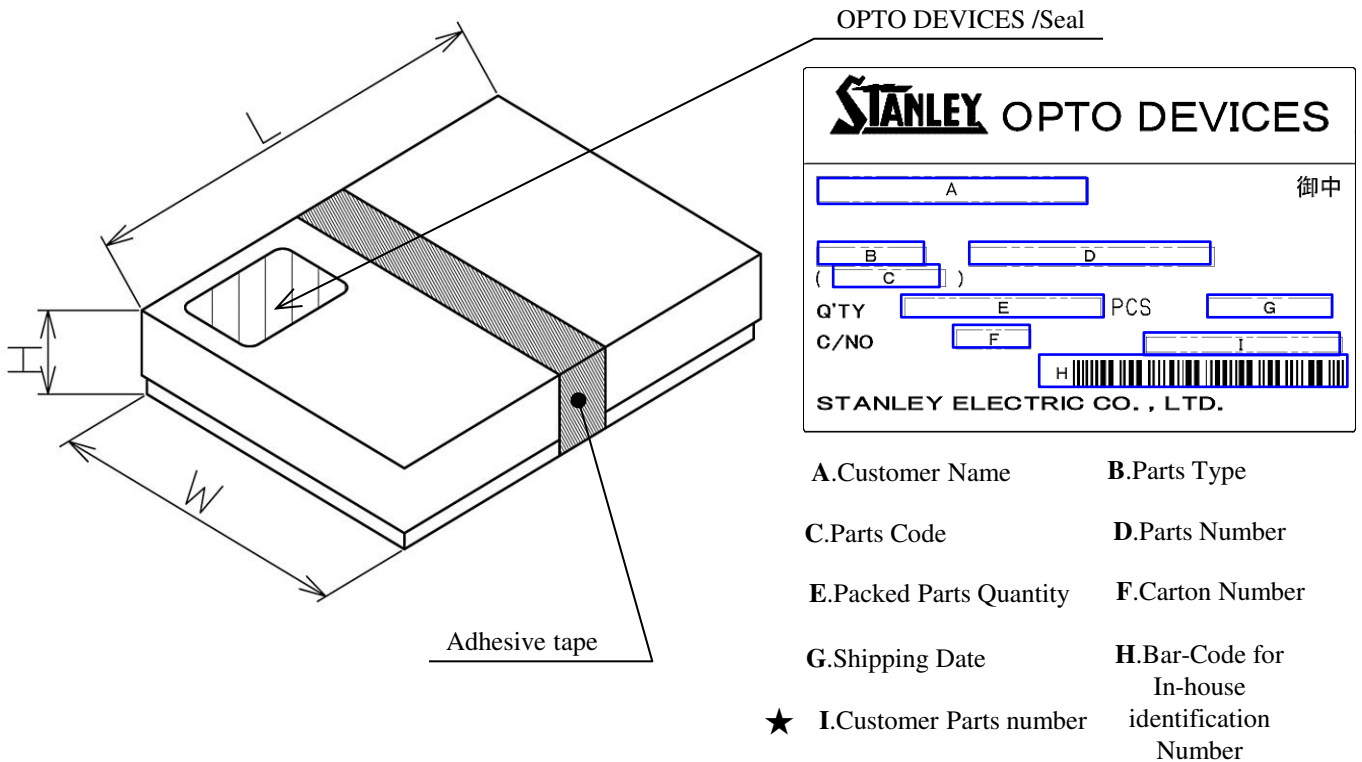 OPTO DEVICES /Seal
STANLEY OPTO DEVICES
A
御中
B
D
( C )
Q'TY E PCS G
C/NO F I
H
STANLEY ELECTRIC CO., LTD.
L
H
W
Adhesive tape
A.Customer Name
B.Parts Type
C.Parts Code
D.Parts Number
E.Packed Parts Quantity
F.Carton Number
G.Shipping Date
H.Bar-Code for
In-house
identification
Number
★ I.Customer Parts number